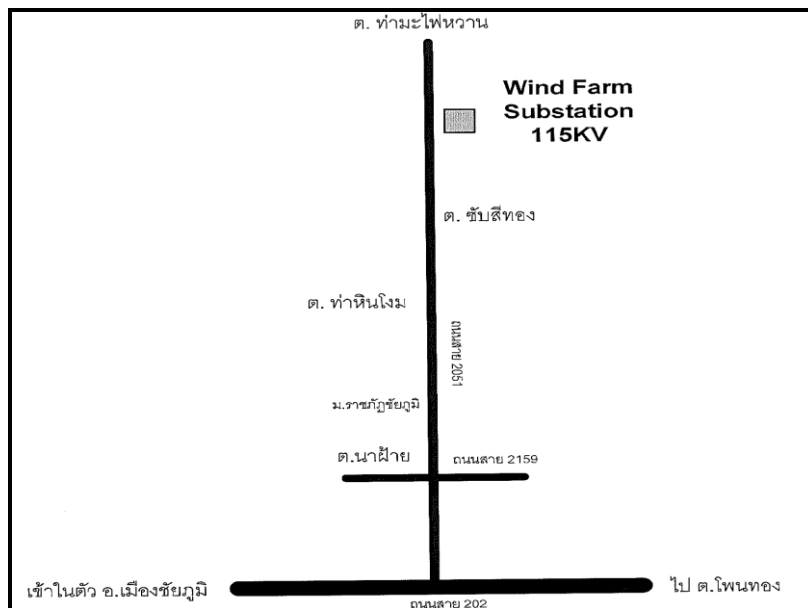 ต. ท่ามะไฟหวาน
Wind Farm
Substation
115KV
ต. ซับสีทอง
ต. ท่าหินโงม
ถนนสาย 2051
ม.ราชภัฏชัยภูมิ
ต.นาฝ้าย
ถนนสาย 2159
เข้าในตัว อ.เมืองชัยภูมิ
ไป ต.โพนทอง
ถนนสาย 202